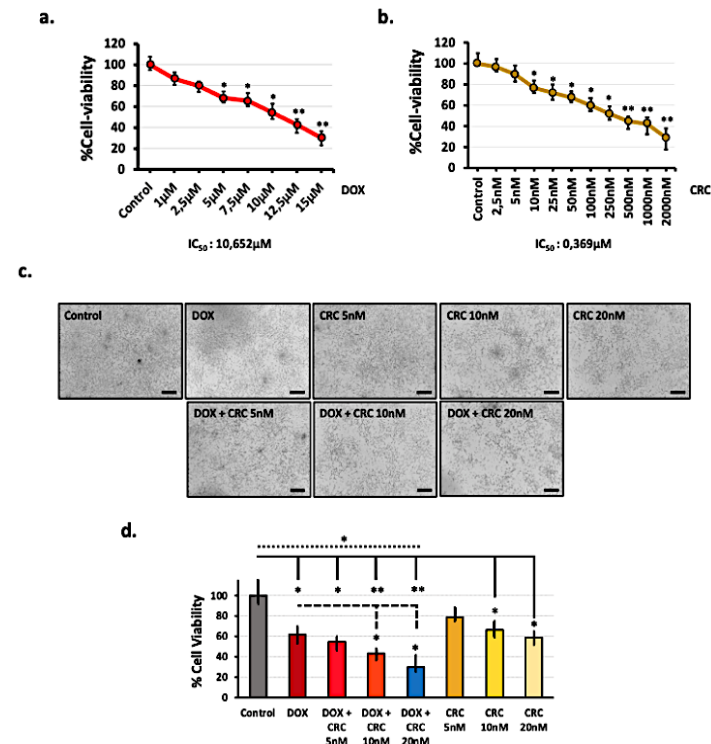 a.
%Cell-viability
120
100
80
60
40
20
0
* * * ** **
Control 1µM 2,5µM 5µM 7,5µM 10µM 12,5µM 15µM
DOX
IC50 : 10,652µM
b.
%Cell-viability
120
100
80
60
40
20
0
* * * * * ** ** **
Control 2,5nM 5nM 10nM 25nM 50nM 100nM 250nM 500nM 1000nM 2000nM
CRC
IC50 : 0,369µM
c.
Control DOX CRC 5nM CRC 10nM CRC 20nM
DOX + CRC 5nM DOX + CRC 10nM DOX + CRC 20nM
d.
% Cell Viability
100
80
60
40
20
0
*
* * ** **
* * * *
Control DOX DOX + CRC 5nM DOX + CRC 10nM DOX + CRC 20nM CRC 5nM CRC 10nM CRC 20nM